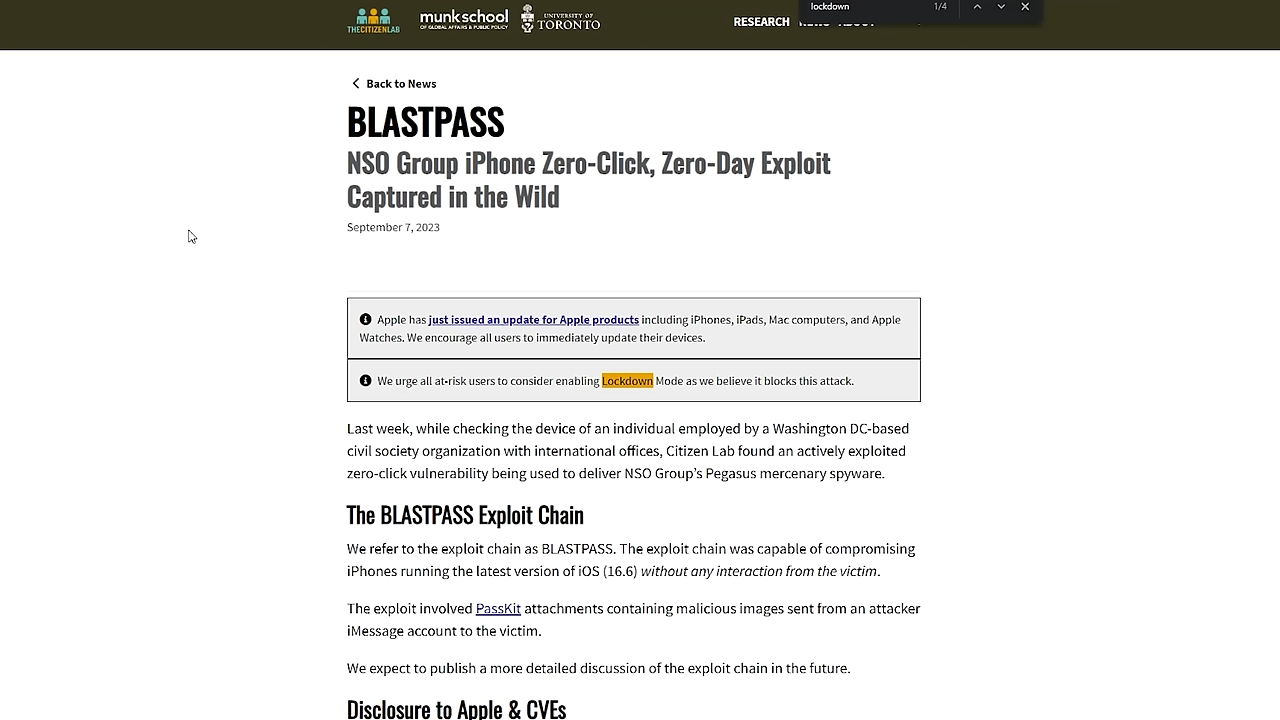 lockdown 1/4
THECITIZENLAB munkschool UNIVERSITY OF
OF GLOBAL AFFAIRS & PUBLIC POLICY TORONTO RESEARCH NEWS ABOUT
Back to News
BLASTPASS
NSO Group iPhone Zero-Click, Zero-Day Exploit
Captured in the Wild
September 7, 2023
Apple has just issued an update for Apple products including iPhones, iPads, Mac computers, and Apple
Watches. We encourage all users to immediately update their devices.
We urge all at-risk users to consider enabling Lockdown Mode as we believe it blocks this attack.
Last week, while checking the device of an individual employed by a Washington DC-based
civil society organization with international offices, Citizen Lab found an actively exploited
zero-click vulnerability being used to deliver NSO Group’s Pegasus mercenary spyware.
The BLASTPASS Exploit Chain
We refer to the exploit chain as BLASTPASS. The exploit chain was capable of compromising
iPhones running the latest version of iOS (16.6) without any interaction from the victim.
The exploit involved PassKit attachments containing malicious images sent from an attacker
iMessage account to the victim.
We expect to publish a more detailed discussion of the exploit chain in the future.
Disclosure to Apple & CVEs